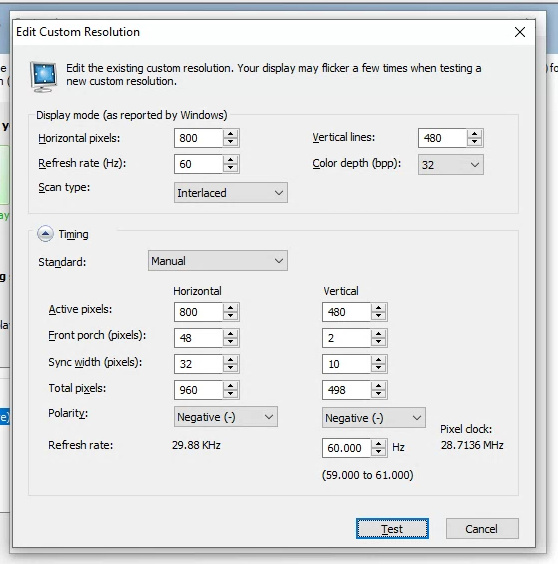 Edit Custom Resolution
Edit the existing custom resolution. Your display may flicker a few times when testing a
new custom resolution.
Display mode (as reported by Windows)
Horizontal pixels: 800 Vertical lines: 480
Refresh rate (Hz): 60 Color depth (bpp): 32
Scan type: Interlaced
Timing
Standard: Manual
Horizontal Vertical
Active pixels: 800 480
Front porch (pixels): 48 2
Sync width (pixels): 32 10
Total pixels: 960 498
Polarity: Negative (-) Negative (-)
Pixel clock:
Refresh rate: 29.88 KHz 60.000 Hz 28.7136 MHz
(59.000 to 61.000)
Test Cancel